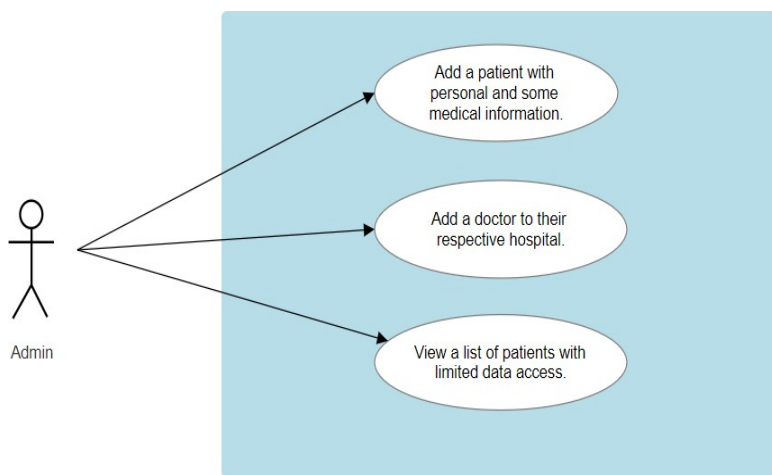 Add a patient with
personal and some
medical information.
Add a doctor to their
respective hospital.
Admin
View a list of patients with
limited data access.